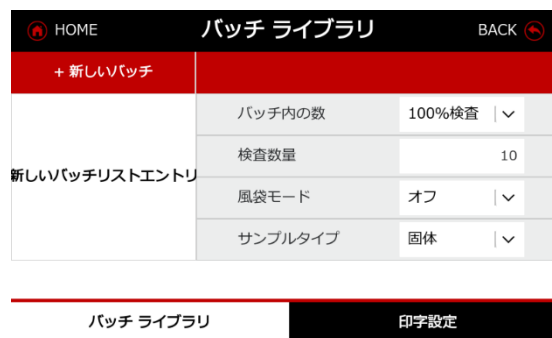 HOME
バッチ ライブラリ
BACK
+ 新しいバッチ
バッチ内の数
100%検査
検査数量
10
新しいバッチリストエントリ
風袋モード
オフ
サンプルタイプ
固体
バッチ ライブラリ
印字設定